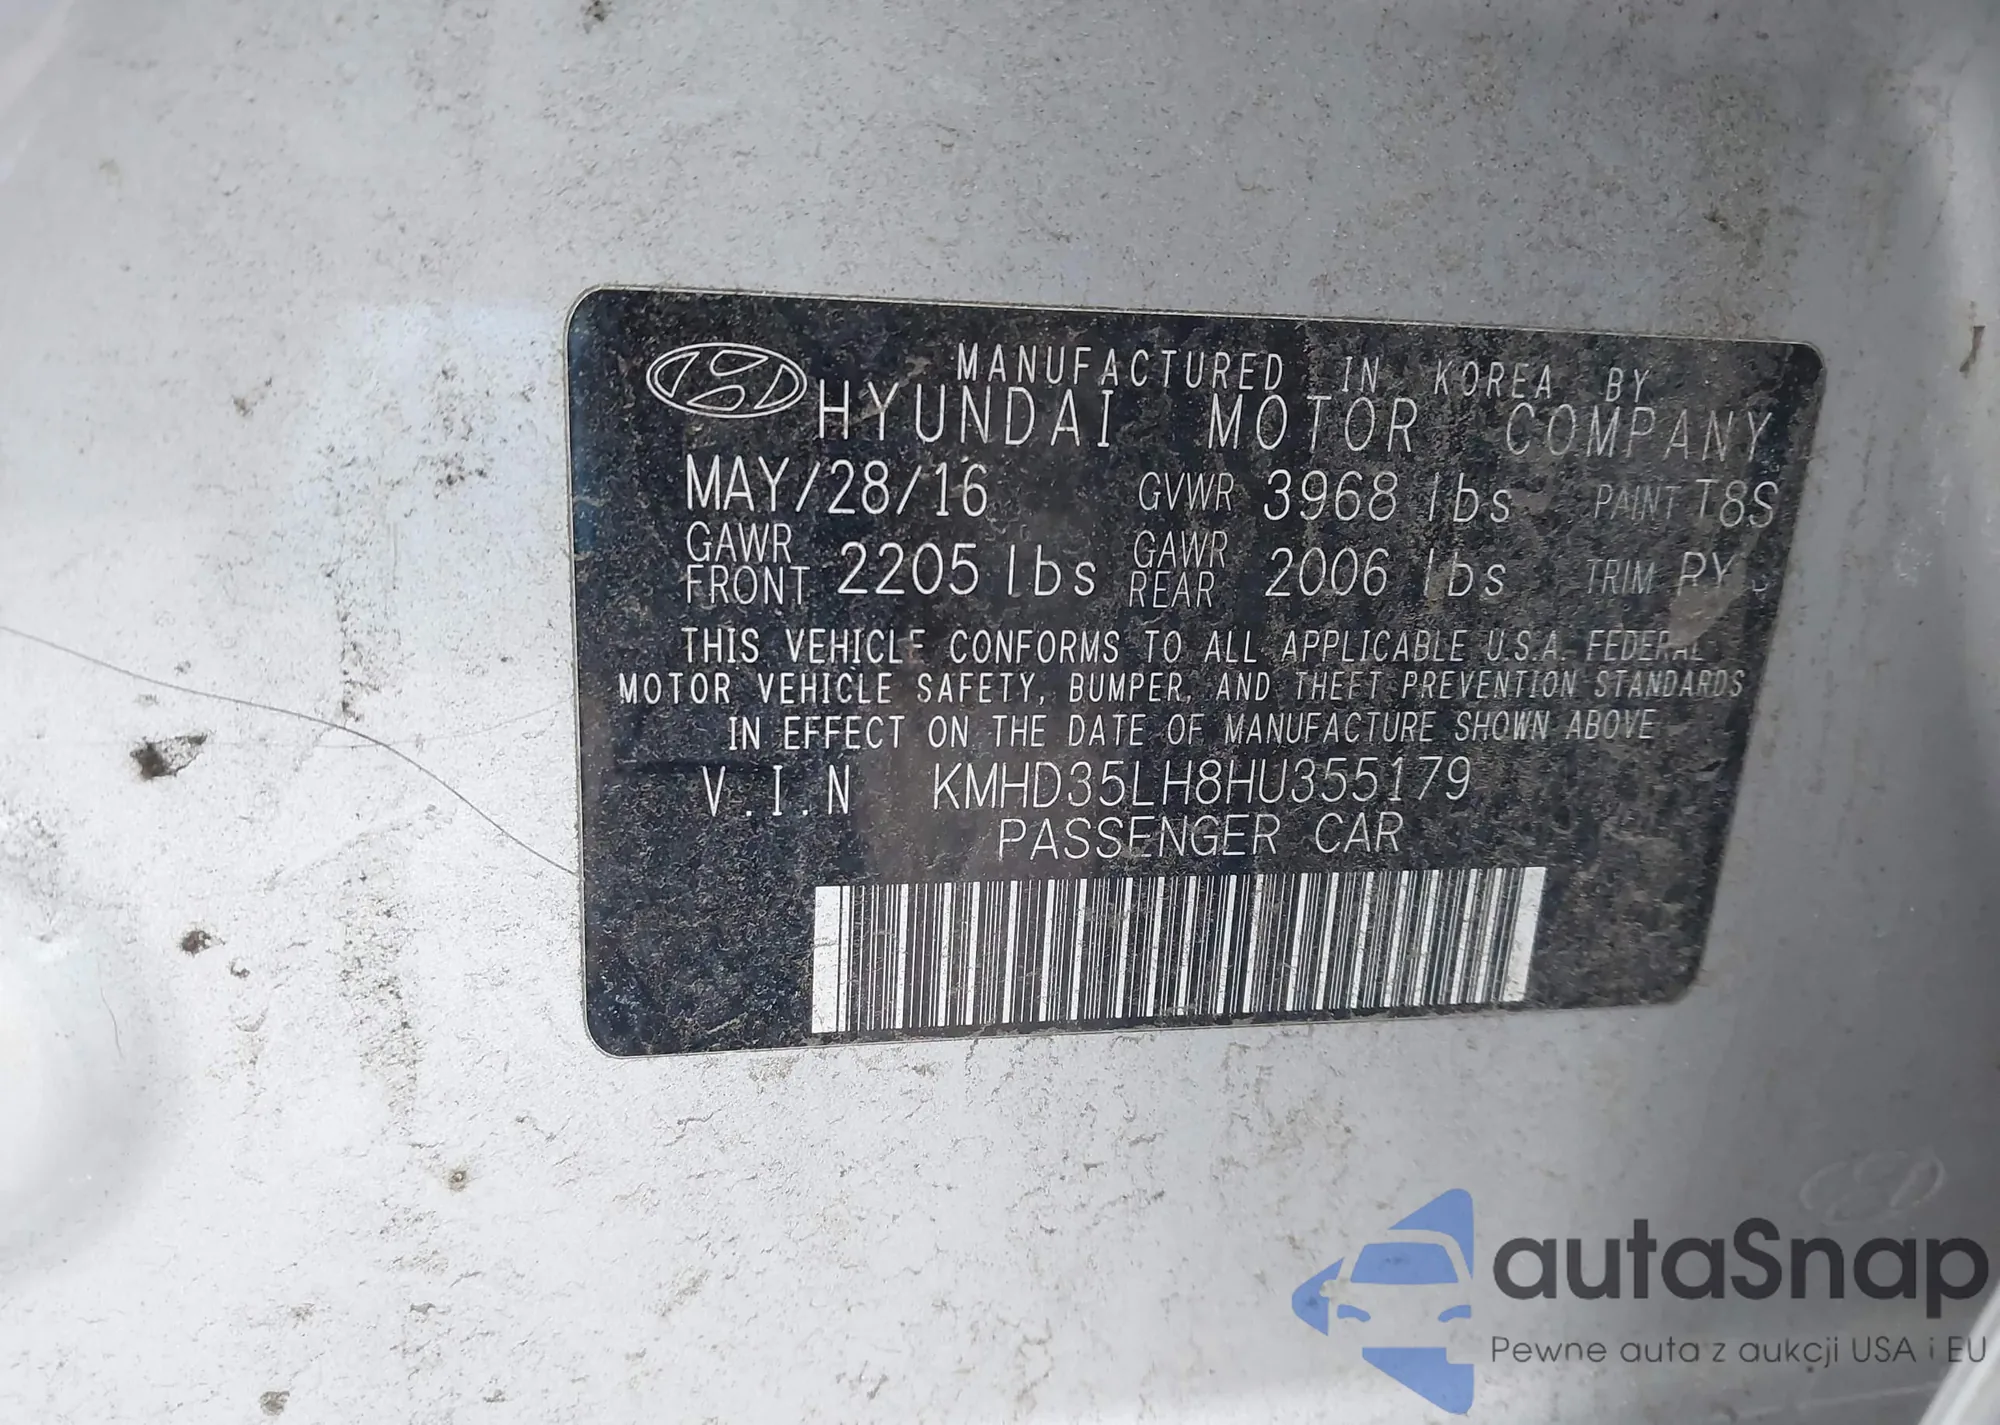 MANUFACTURED IN KOREA BY
HYUNDAI MOTOR COMPANY
MAY/28/16 GVWR 3968 lbs PAINT T8S
GAWR FRONT 2205 lbs GAWR REAR 2006 lbs TRIM
THIS VEHICLE CONFORMS TO ALL APPLICABLE U.S.A. FEDERAL
MOTOR VEHICLE SAFETY, BUMPER, AND THEFT PREVENTION STANDARDS
IN EFFECT ON THE DATE OF MANUFACTURE SHOWN ABOVE
V.I.N KMHD35LH8HU355179
PASSENGER CAR
autaSnap
Pewne auta z aukcji USA i EU